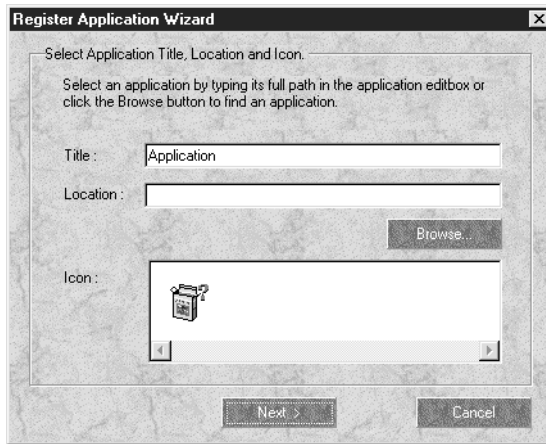 Register Application Wizard
Select Application Title, Location and Icon.
Select an application by typing its full path in the application editbox or
click the Browse button to find an application.
Title :
Application
Location :
Browse...
Icon :
Next >
Cancel